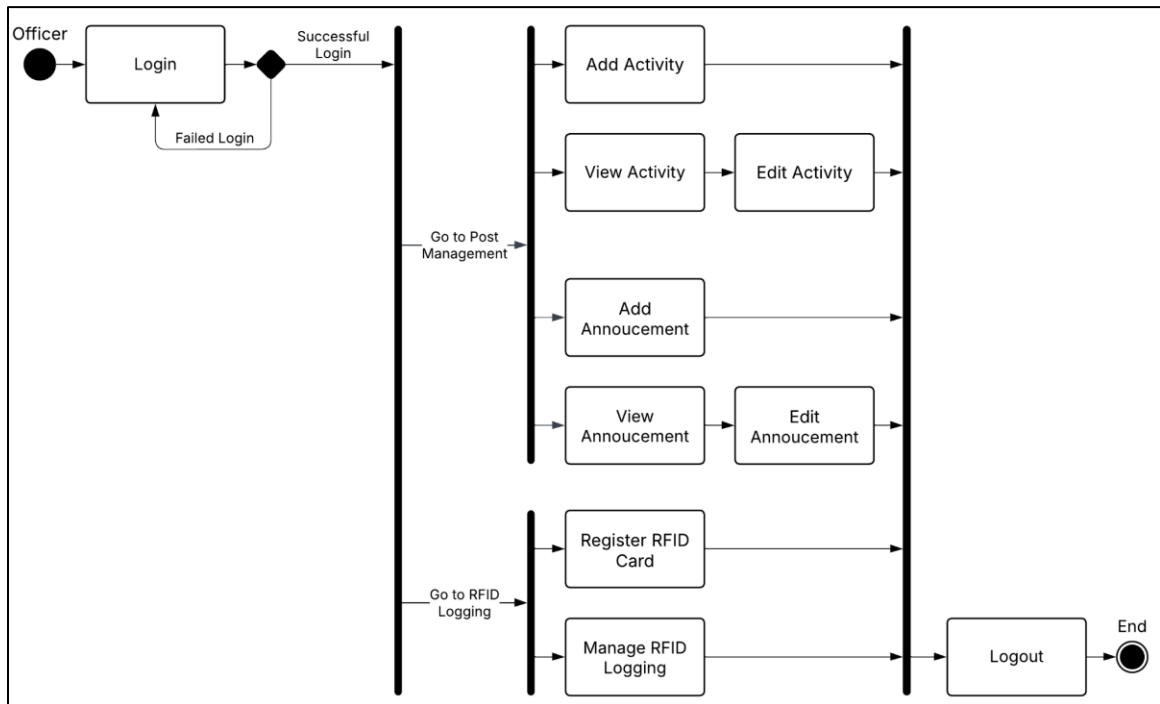 Officer
Login
Successful
Login
Failed Login
Go to Post
Management
Add Activity
View Activity
Edit Activity
Add
Annoucement
View
Annoucement
Edit
Annoucement
Go to RFID
Logging
Register RFID
Card
Manage RFID
Logging
Logout
End